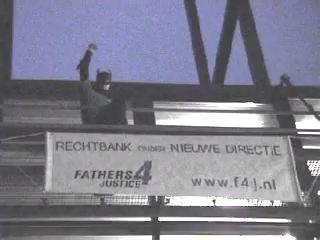 RECHTBANK ONDER NIEUWE DIRECTIE
FATHERS 4 JUSTICE
www.f4j.nl